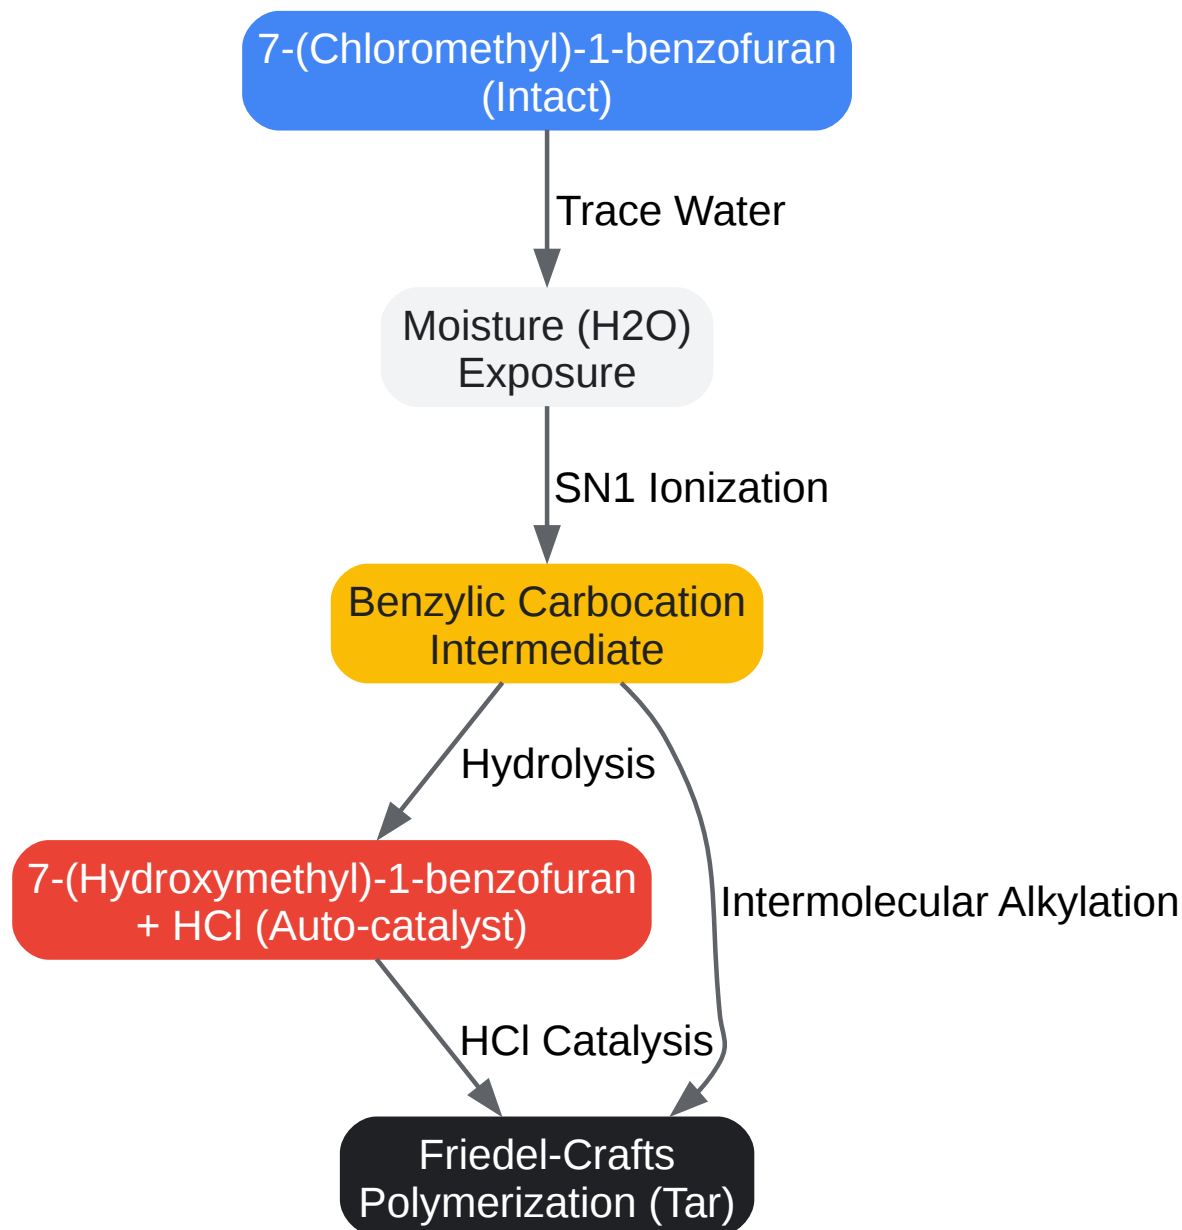 7-(Chloromethyl)-1-benzofuran
(Intact)
Trace Water
Moisture (H2O)
Exposure
SN1 Ionization
Benzylic Carbocation
Intermediate
Hydrolysis
7-(Hydroxymethyl)-1-benzofuran
+ HCl (Auto-catalyst)
Intermolecular Alkylation
HCl Catalysis
Friedel-Crafts
Polymerization (Tar)